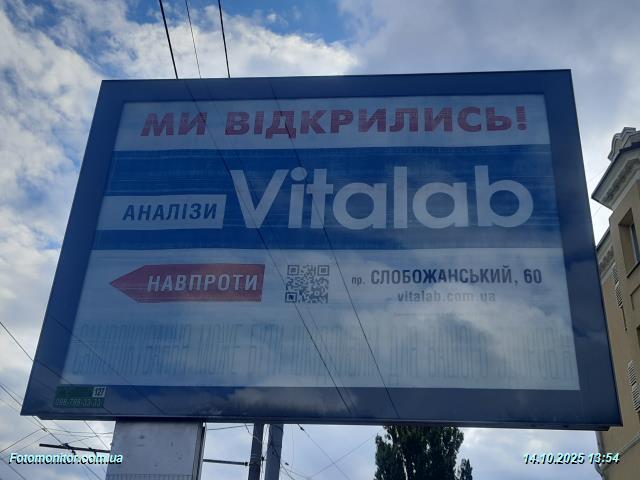 МИ ВІДКРИЛИСЬ!
АНАЛІЗИ
Vitalab
НАВПРОТИ
пр. СЛОБОЖАНСЬКИЙ, 60
vitalab.com.ua
127
Fotomonitor.com.ua
14.10.2025 13:54